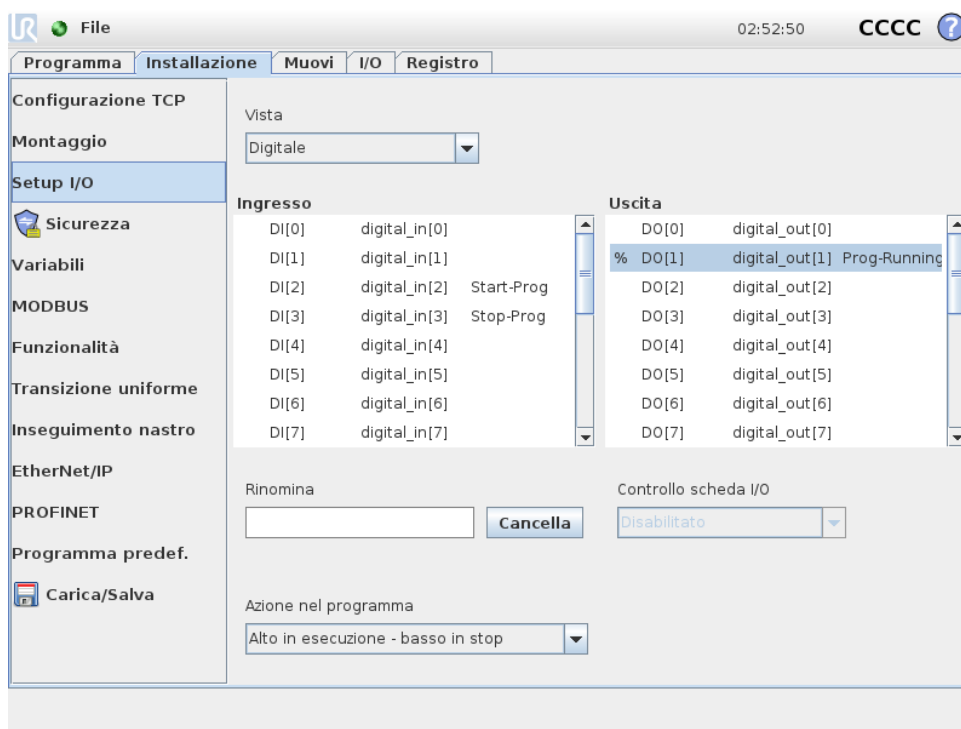 UR File 02:52:50 CCCC ?
Programma Installazione Muovi I/O Registro
Configurazione TCP
Montaggio
Setup I/O
Sicurezza
Variabili
MODBUS
Funzionalità
Transizione uniforme
Inseguimento nastro
EtherNet/IP
PROFINET
Programma predef.
Carica/Salva
Vista
Digitale
Ingresso
DI[0] digital_in[0]
DI[1] digital_in[1]
DI[2] digital_in[2] Start-Prog
DI[3] digital_in[3] Stop-Prog
DI[4] digital_in[4]
DI[5] digital_in[5]
DI[6] digital_in[6]
DI[7] digital_in[7]
Uscita
DO[0] digital_out[0]
% DO[1] digital_out[1] Prog-Running
DO[2] digital_out[2]
DO[3] digital_out[3]
DO[4] digital_out[4]
DO[5] digital_out[5]
DO[6] digital_out[6]
DO[7] digital_out[7]
Rinomina
Cancella
Controllo scheda I/O
Disabilitato
Azione nel programma
Alto in esecuzione - basso in stop